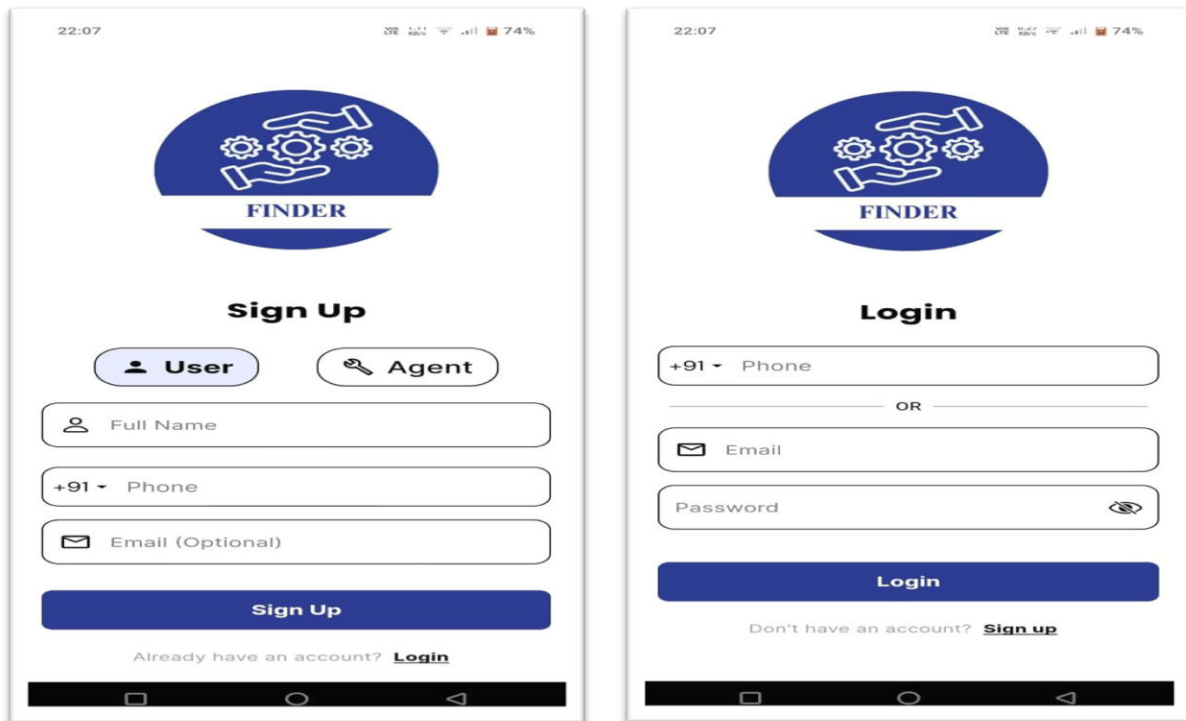 22:07 74%
FINDER
Sign Up
User Agent
Full Name
+91 Phone
Email (Optional)
Sign Up
Already have an account? Login
22:07 74%
FINDER
Login
+91 Phone
OR
Email
Password
Login
Don't have an account? Sign up